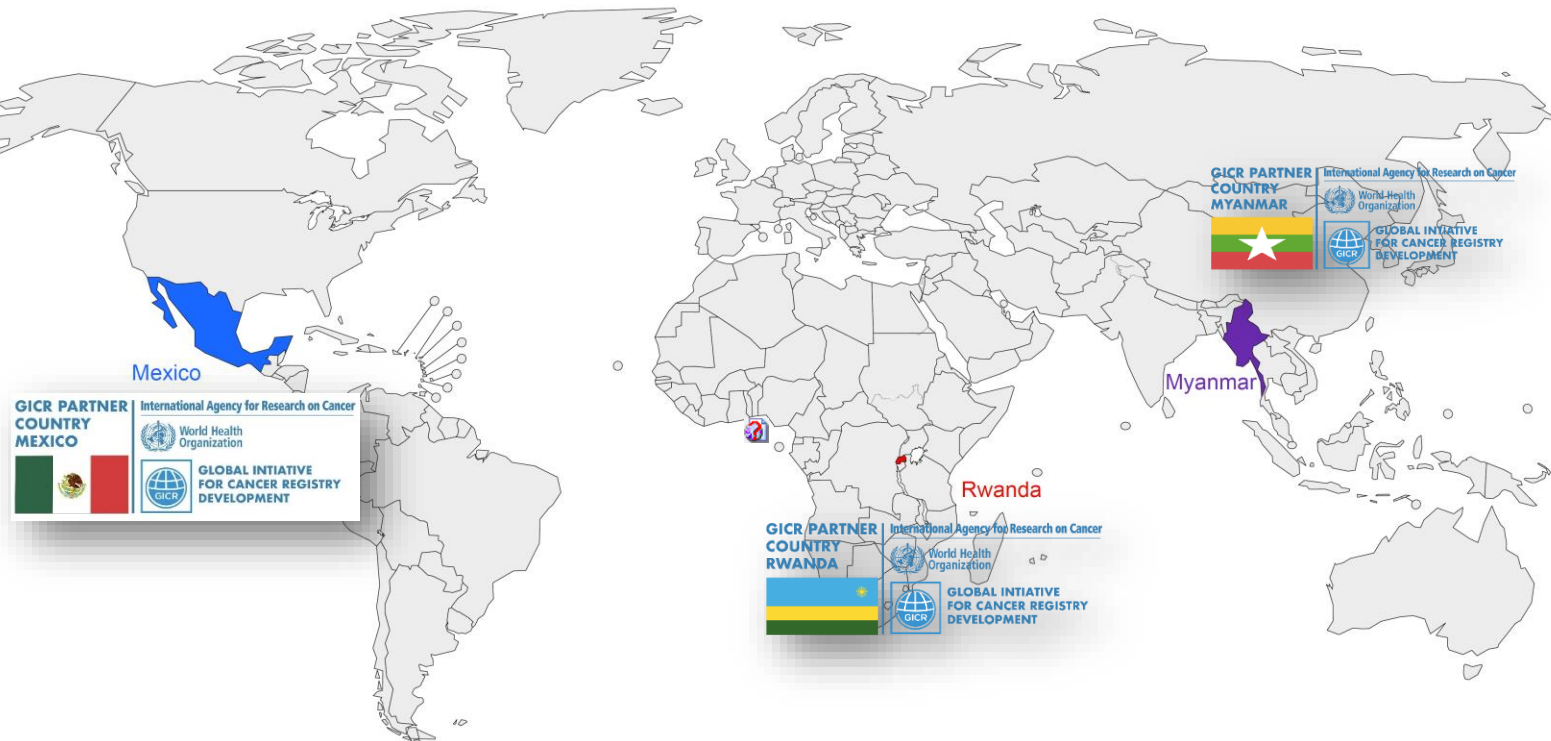 GICR PARTNER
COUNTRY
MYANMAR
International Agency for Research on Cancer
World Health
Organization
GICR
GLOBAL INTIATIVE
FOR CANCER REGISTRY
DEVELOPMENT
Mexico
Myanmar
GICR PARTNER
COUNTRY
MEXICO
International Agency for Research on Cancer
World Health
Organization
GICR
GLOBAL INTIATIVE
FOR CANCER REGISTRY
DEVELOPMENT
Rwanda
GICR PARTNER
COUNTRY
RWANDA
International Agency for Research on Cancer
World Health
Organization
GICR
GLOBAL INTIATIVE
FOR CANCER REGISTRY
DEVELOPMENT